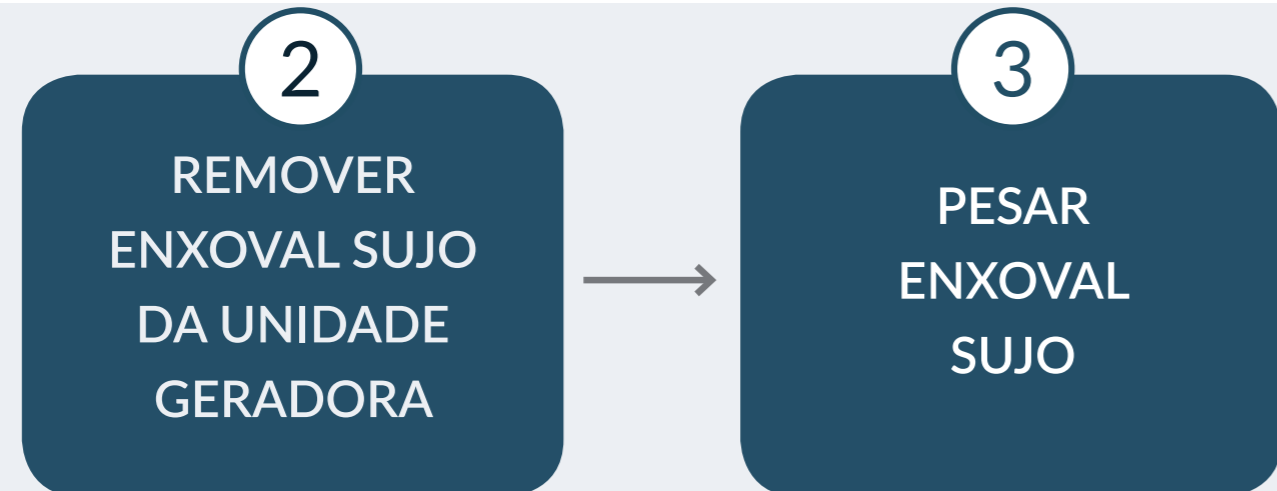 2
REMOVER
ENXOVAL SUJO
DA UNIDADE
GERADORA
3
PESAR
ENXOVAL
SUJO